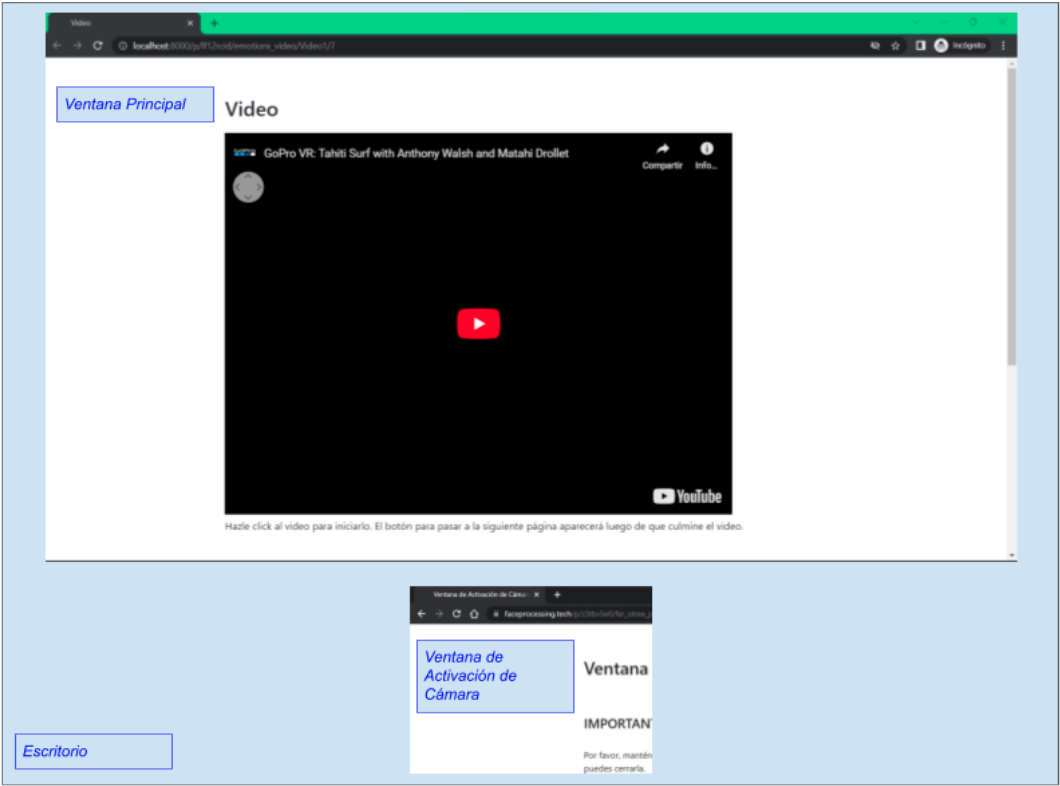 Video
localhost:8000/p/lf12rcid/emotions_video/Video1/7
Incógnito
Ventana Principal
Video
GoPro VR: Tahiti Surf with Anthony Walsh and Matahi Drollet
Compartir
Info...
YouTube
Hazle click al video para iniciarlo. El botón para pasar a la siguiente página aparecerá luego de que culmine el video.
Ventana de Activación de Cámar
faceprocessing.tech
Ventana de
Activación de
Cámara
Ventana
IMPORTAN
Por favor, mantén
puedes cerrarla.
Escritorio